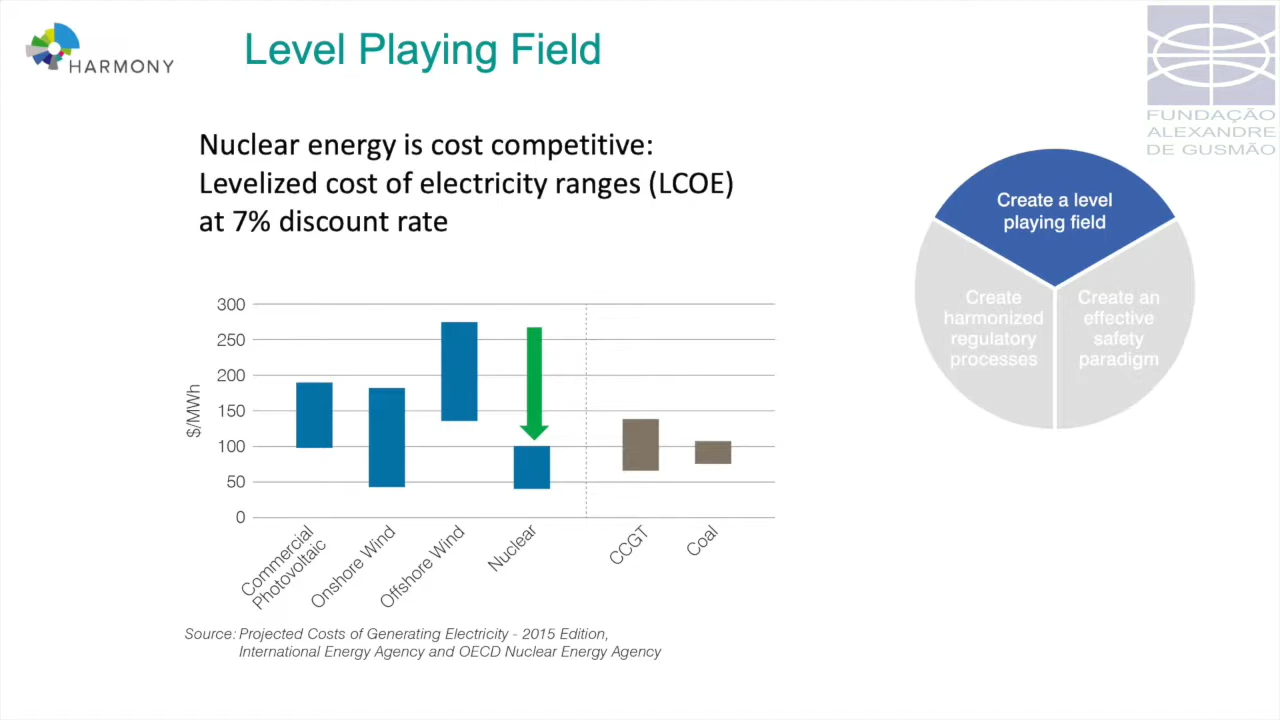 HARMONY
Level Playing Field
FUNDAÇÃO
ALEXANDRE
DE GUSMÃO
Nuclear energy is cost competitive:
Levelized cost of electricity ranges (LCOE)
at 7% discount rate
Create a level
playing field
Create
harmonized
regulatory
processes
Create an
effective
safety
paradigm
$/MWh
300
250
200
150
100
50
0
Commercial
Photovoltaic
Onshore Wind
Offshore Wind
Nuclear
CCGT
Coal
Source: Projected Costs of Generating Electricity - 2015 Edition,
International Energy Agency and OECD Nuclear Energy Agency